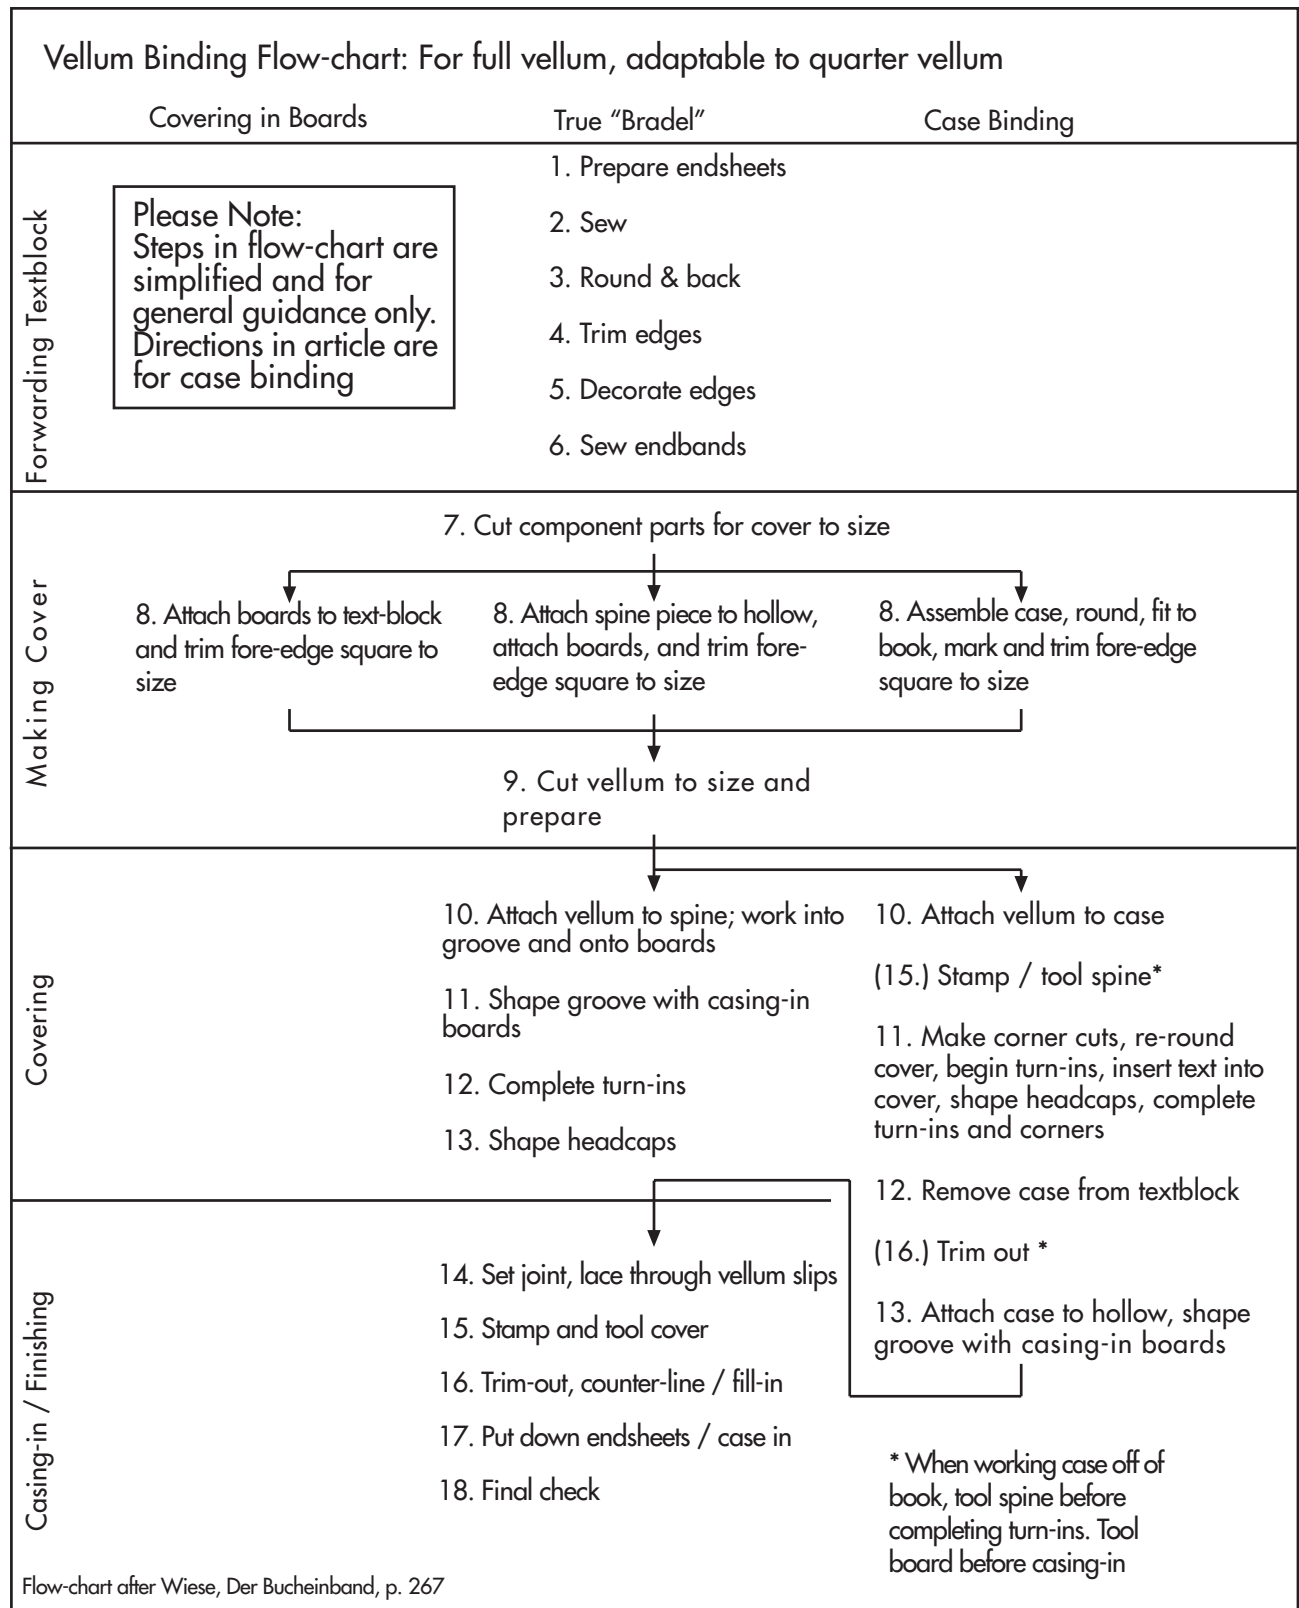 Vellum Binding Flow-chart: For full vellum, adaptable to quarter vellum
Covering in Boards
True “Bradel”
Case Binding
Forwarding Textblock
Please Note:
Steps in flow-chart are
simplified and for
general guidance only.
Directions in article are
for case binding
1. Prepare endsheets
2. Sew
3. Round & back
4. Trim edges
5. Decorate edges
6. Sew endbands
Making Cover
7. Cut component parts for cover to size
8. Attach boards to text-block
and trim fore-edge square to
size
8. Attach spine piece to hollow,
attach boards, and trim fore-
edge square to size
8. Assemble case, round, fit to
book, mark and trim fore-edge
square to size
9. Cut vellum to size and
prepare
Covering
10. Attach vellum to spine; work into
groove and onto boards
11. Shape groove with casing-in
boards
12. Complete turn-ins
13. Shape headcaps
10. Attach vellum to case
(15.) Stamp / tool spine*
11. Make corner cuts, re-round
cover, begin turn-ins, insert text into
cover, shape headcaps, complete
turn-ins and corners
12. Remove case from textblock
(16.) Trim out *
13. Attach case to hollow, shape
groove with casing-in boards
Casing-in / Finishing
14. Set joint, lace through vellum slips
15. Stamp and tool cover
16. Trim-out, counter-line / fill-in
17. Put down endsheets / case in
18. Final check
* When working case off of
book, tool spine before
completing turn-ins. Tool
board before casing-in
Flow-chart after Wiese, Der Bucheinband, p. 267